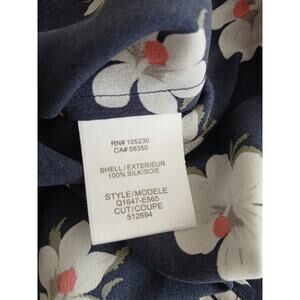 RN# 105230
CA# 58350
SHELL/EXTERIEUR
100% SILK/SOIE
STYLE/MODELE
Q1647-E565
CUT/COUPE
512694